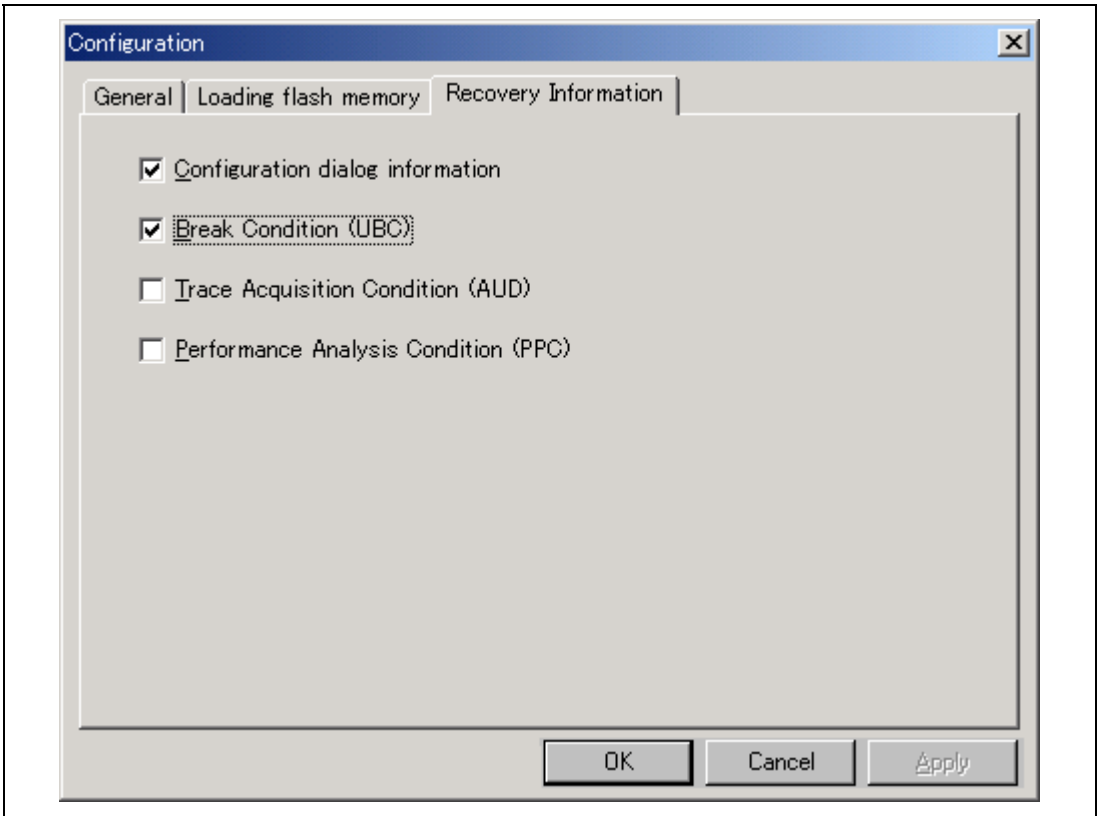 Configuration
General Loading flash memory Recovery Information
Configuration dialog information
Break Condition (UBC)
Trace Acquisition Condition (AUD)
Performance Analysis Condition (PPC)
OK Cancel Apply